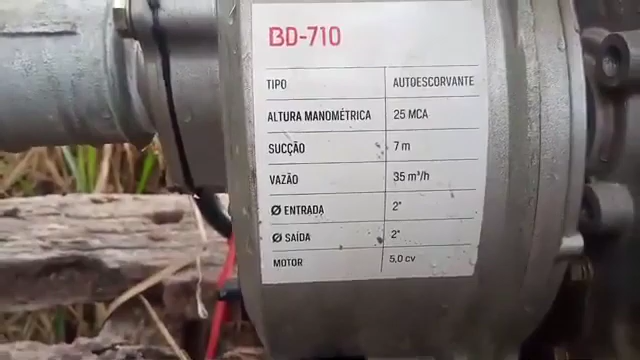 BD-710
TIPO AUTOESCORVANTE
ALTURA MANOMÉTRICA 25 MCA
SUCÇÃO 7 m
VAZÃO 35 m³/h
Ø ENTRADA 2"
Ø SAÍDA 2"
MOTOR 5,0 cv